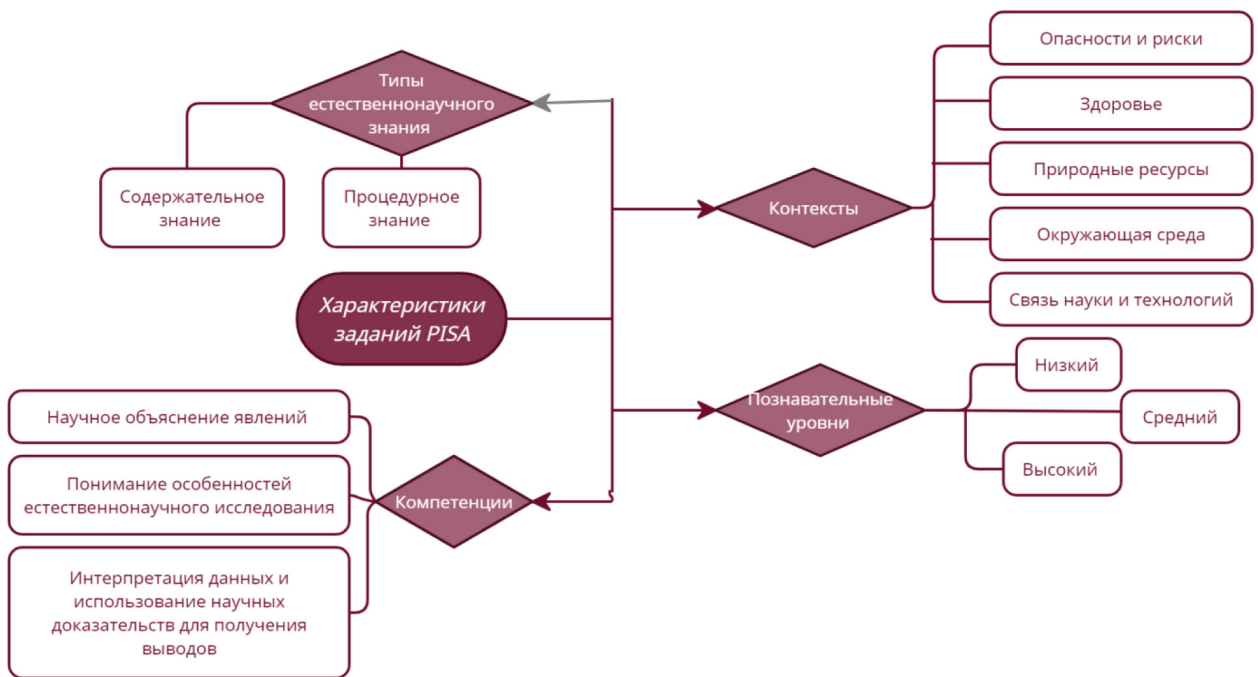 Типы
естественнонаучного
знания
Содержательное
знание
Процедурное
знание
Характеристики
заданий PISA
Контексты
Опасности и риски
Здоровье
Природные ресурсы
Окружающая среда
Связь науки и технологий
Познавательные
уровни
Низкий
Средний
Высокий
Компетенции
Научное объяснение явлений
Понимание особенностей
естественнонаучного исследования
Интерпретация данных и
использование научных
доказательств для получения
выводов